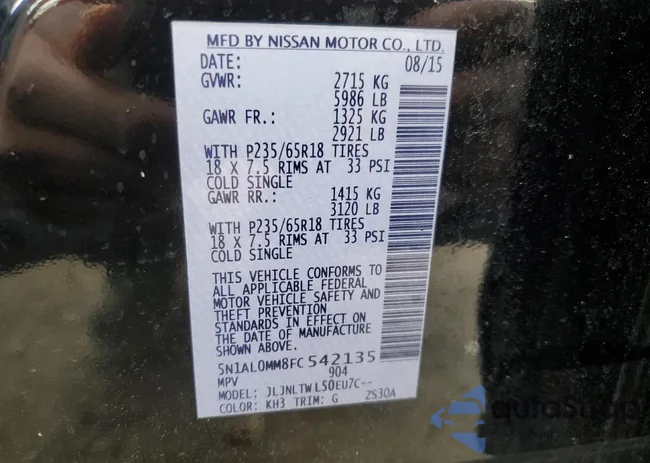 MFD BY NISSAN MOTOR CO., LTD.
DATE: 08/15
GVWR: 2715 KG
5986 LB
GAWR FR.: 1325 KG
2921 LB
WITH P235/65R18 TIRES
18 X 7.5 RIMS AT 33 PSI
COLD SINGLE
GAWR RR.: 1415 KG
3120 LB
WITH P235/65R18 TIRES
18 X 7.5 RIMS AT 33 PSI
COLD SINGLE
THIS VEHICLE CONFORMS TO
ALL APPLICABLE FEDERAL
MOTOR VEHICLE SAFETY AND
THEFT PREVENTION
STANDARDS IN EFFECT ON
THE DATE OF MANUFACTURE
SHOWN ABOVE.
5N1AL0MM8FC 542135
MPV 904
MODEL: JLJNLTW L50EU7C--
COLOR: KH3 TRIM: G ZS30A